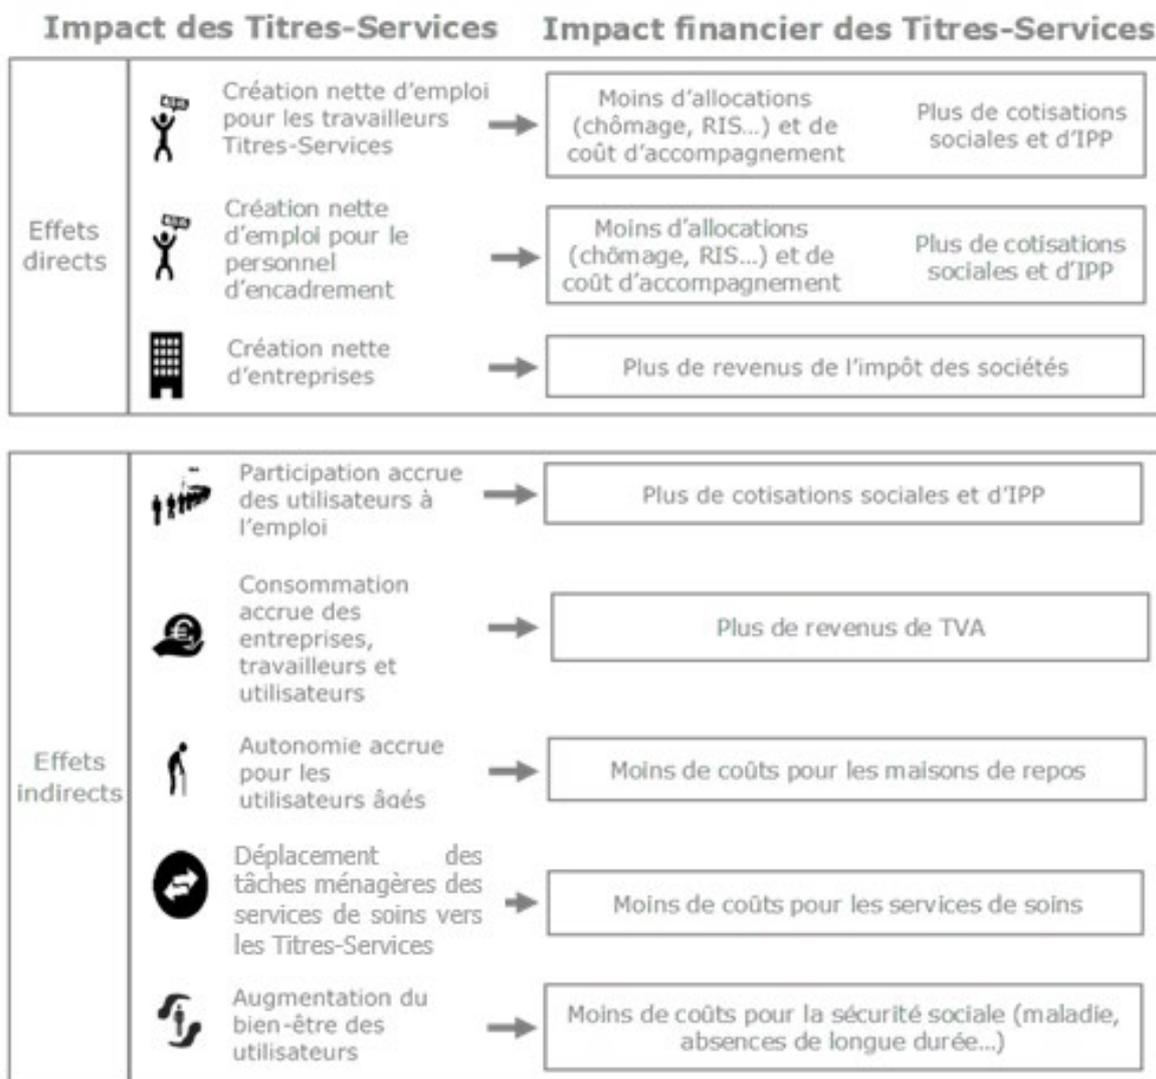 Impact des Titres-Services
Impact financier des Titres-Services
Effets
directs
Création nette d'emploi
pour les travailleurs
Titres-Services
Moins d'allocations
(chômage, RIS...) et de
coût d'accompagnement
Plus de cotisations
sociales et d'IPP
Création nette
d'emploi pour le
personnel
d'encadrement
Moins d'allocations
(chômage, RIS...) et de
coût d'accompagnement
Plus de cotisations
sociales et d'IPP
Création nette
d'entreprises
Plus de revenus de l'impôt des sociétés
Effets
indirects
Participation accrue
des utilisateurs à
l'emploi
Plus de cotisations sociales et d'IPP
Consommation
accrue des
entreprises,
travailleurs et
utilisateurs
Plus de revenus de TVA
Autonomie accrue
pour les
utilisateurs âgés
Moins de coûts pour les maisons de repos
Déplacement des
tâches ménagères des
services de soins vers
les Titres-Services
Moins de coûts pour les services de soins
Augmentation du
bien-être des
utilisateurs
Moins de coûts pour la sécurité sociale (maladie,
absences de longue durée...)